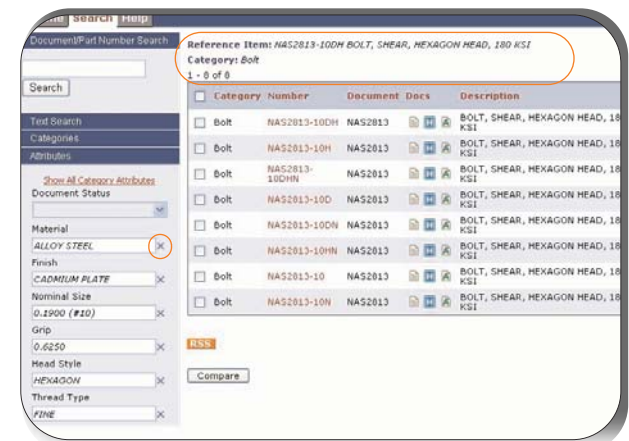 Search Help
Document/Part Number Search
Search
Text Search
Categories
Attributes
Show All Category Attributes
Document Status
Material
ALLOY STEEL
Finish
CADMIUM PLATE
Nominal Size
0.1900 (#10)
Grip
0.6250
Head Style
HEXAGON
Thread Type
FINE
Reference Item: NAS2813-10DH BOLT, SHEAR, HEXAGON HEAD, 180 KSI
Category: Bolt
1 - 8 of 8
Category Number Document Docs Description
Bolt NAS2813-10DH NAS2813 BOLT, SHEAR, HEXAGON HEAD, 18
KSI
Bolt NAS2813-10H NAS2813 BOLT, SHEAR, HEXAGON HEAD, 18
KSI
Bolt NAS2813-
10DHN NAS2813 BOLT, SHEAR, HEXAGON HEAD, 18
KSI
Bolt NAS2813-10D NAS2813 BOLT, SHEAR, HEXAGON HEAD, 18
KSI
Bolt NAS2813-10DN NAS2813 BOLT, SHEAR, HEXAGON HEAD, 18
KSI
Bolt NAS2813-10HN NAS2813 BOLT, SHEAR, HEXAGON HEAD, 18
KSI
Bolt NAS2813-10 NAS2813 BOLT, SHEAR, HEXAGON HEAD, 18
KSI
Bolt NAS2813-10N NAS2813 BOLT, SHEAR, HEXAGON HEAD, 18
KSI
RSS
Compare